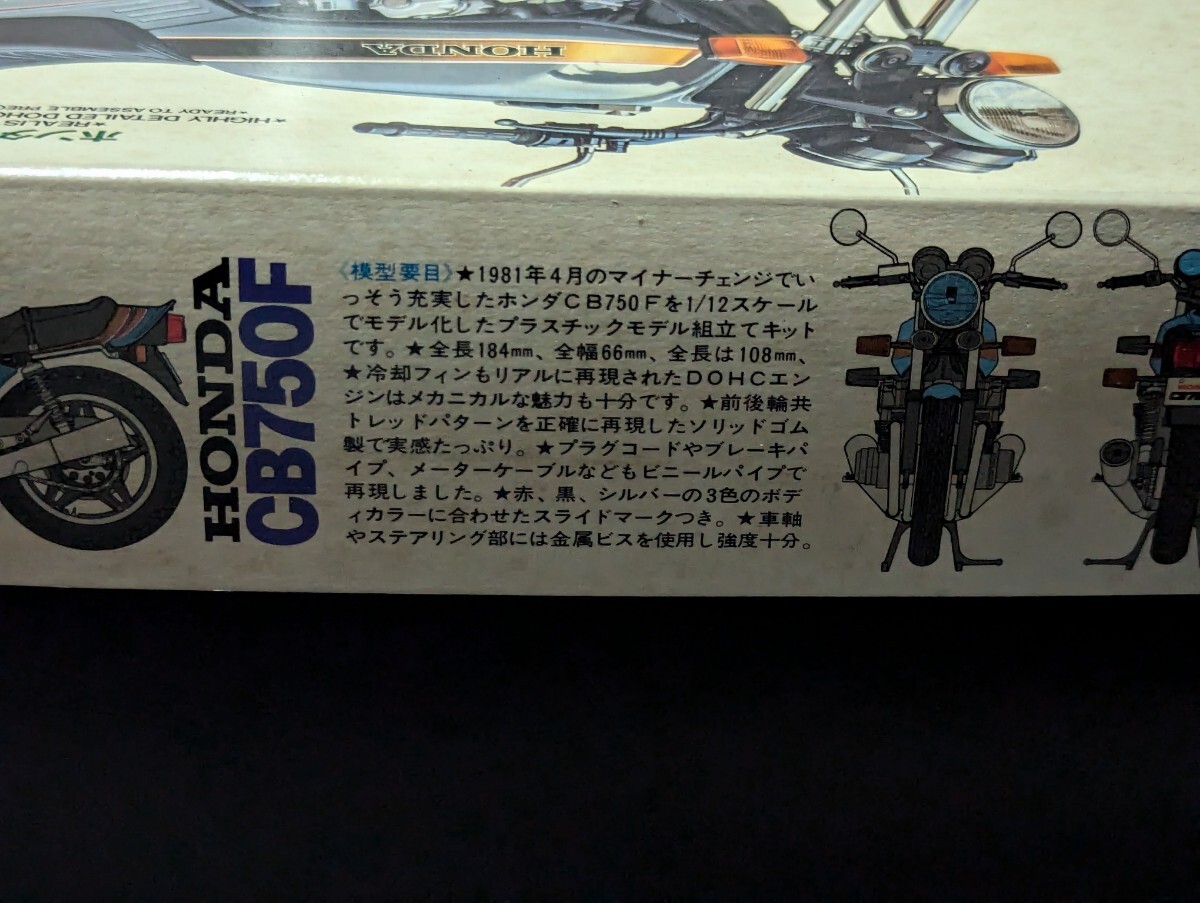 HONDA
ホンダ
★REALIS
★HIGHLY DETAILED DOHC
★READY TO ASSEMBLE PREC
HONDA
CB750F
《模型要目》★1981年4月のマイナーチェンジでい
っそう充実したホンダCB750Fを1/12スケール
でモデル化したプラスチックモデル組立てキット
です。★全長184mm、全幅66mm、全長は108mm、
★冷却フィンもリアルに再現されたDOHCエン
ジンはメカニカルな魅力も十分です。★前後輪共
トレッドパターンを正確に再現したソリッドゴム
製で実感たっぷり。★プラグコードやブレーキパ
イプ、メーターケーブルなどもビニールパイプで
再現しました。★赤、黒、シルバーの3色のボデ
ィカラーに合わせたスライドマークつき。★車軸
やステアリング部には金属ビスを使用し強度十分。